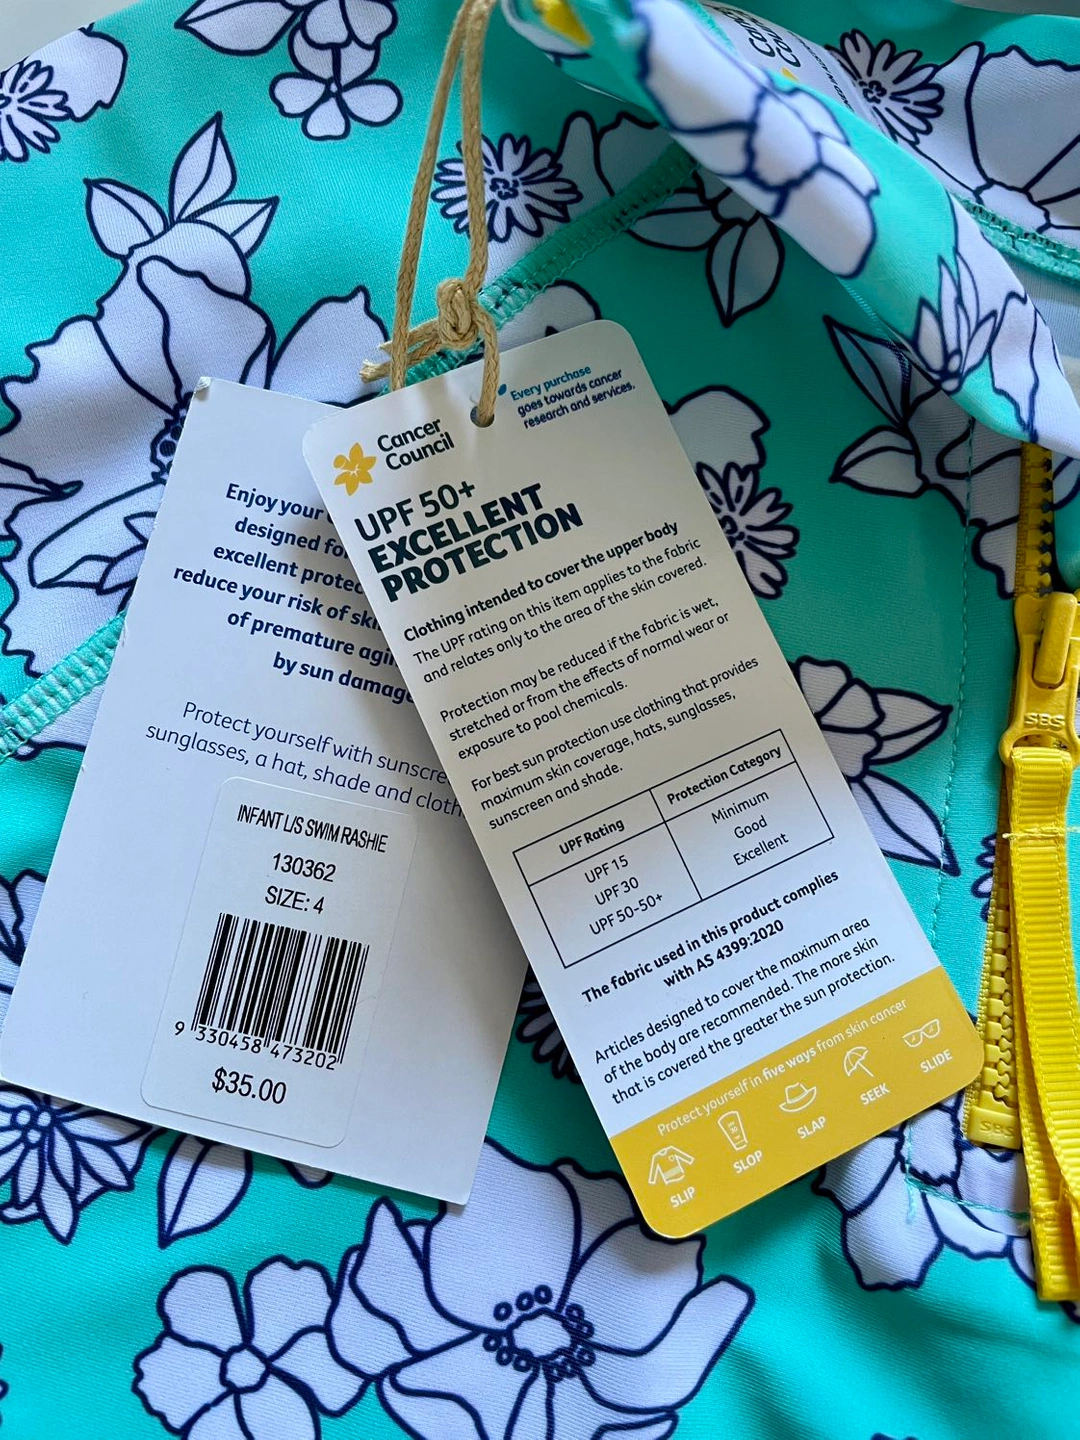 Every purchase
goes towards cancer
research and services.
Cancer
Council
UPF 50+
EXCELLENT
PROTECTION
Clothing intended to cover the upper body
The UPF rating on this item applies to the fabric
and relates only to the area of the skin covered.
Protection may be reduced if the fabric is wet,
stretched or from the effects of normal wear or
exposure to pool chemicals.
For best sun protection use clothing that provides
maximum skin coverage, hats, sunglasses,
sunscreen and shade.
UPF Rating Protection Category
UPF 15 Minimum
UPF 30 Good
UPF 50-50+ Excellent
The fabric used in this product complies
with AS 4399:2020
Articles designed to cover the maximum area
of the body are recommended. The more skin
that is covered the greater the sun protection.
Protect yourself in five ways from skin cancer
SLIP SLOP SLAP SEEK SLIDE
Enjoy your
designed for
excellent
reduce your risk of
of premature
by sun
Protect yourself with
sunglasses, a hat, shade and
INFANT L/S SWIM RASHIE
130362
SIZE: 4
9 330458 473202
$35.00
SBS
SBS